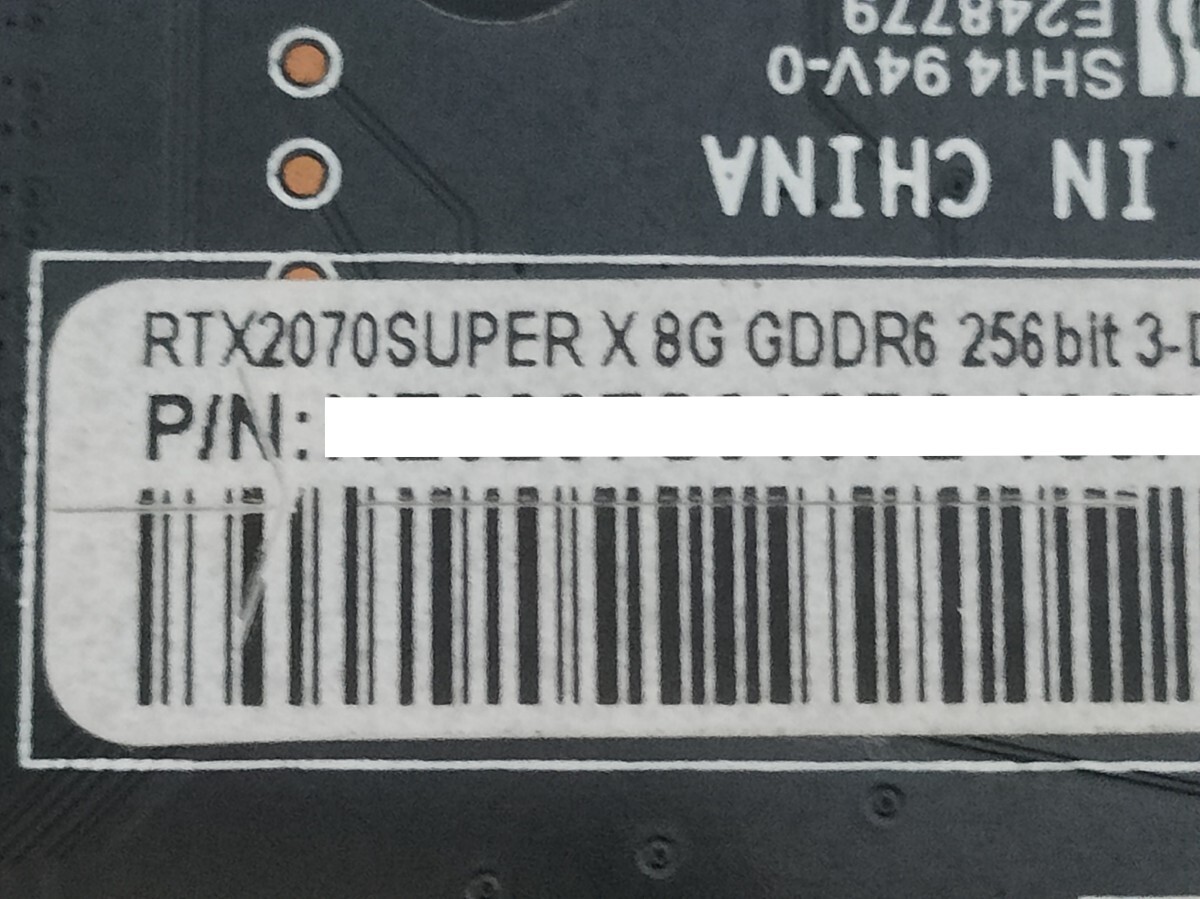 E248779
SH14 94V-0
IN CHINA
RTX2070SUPER X 8G GDDR6 256bit 3-D
P/N: